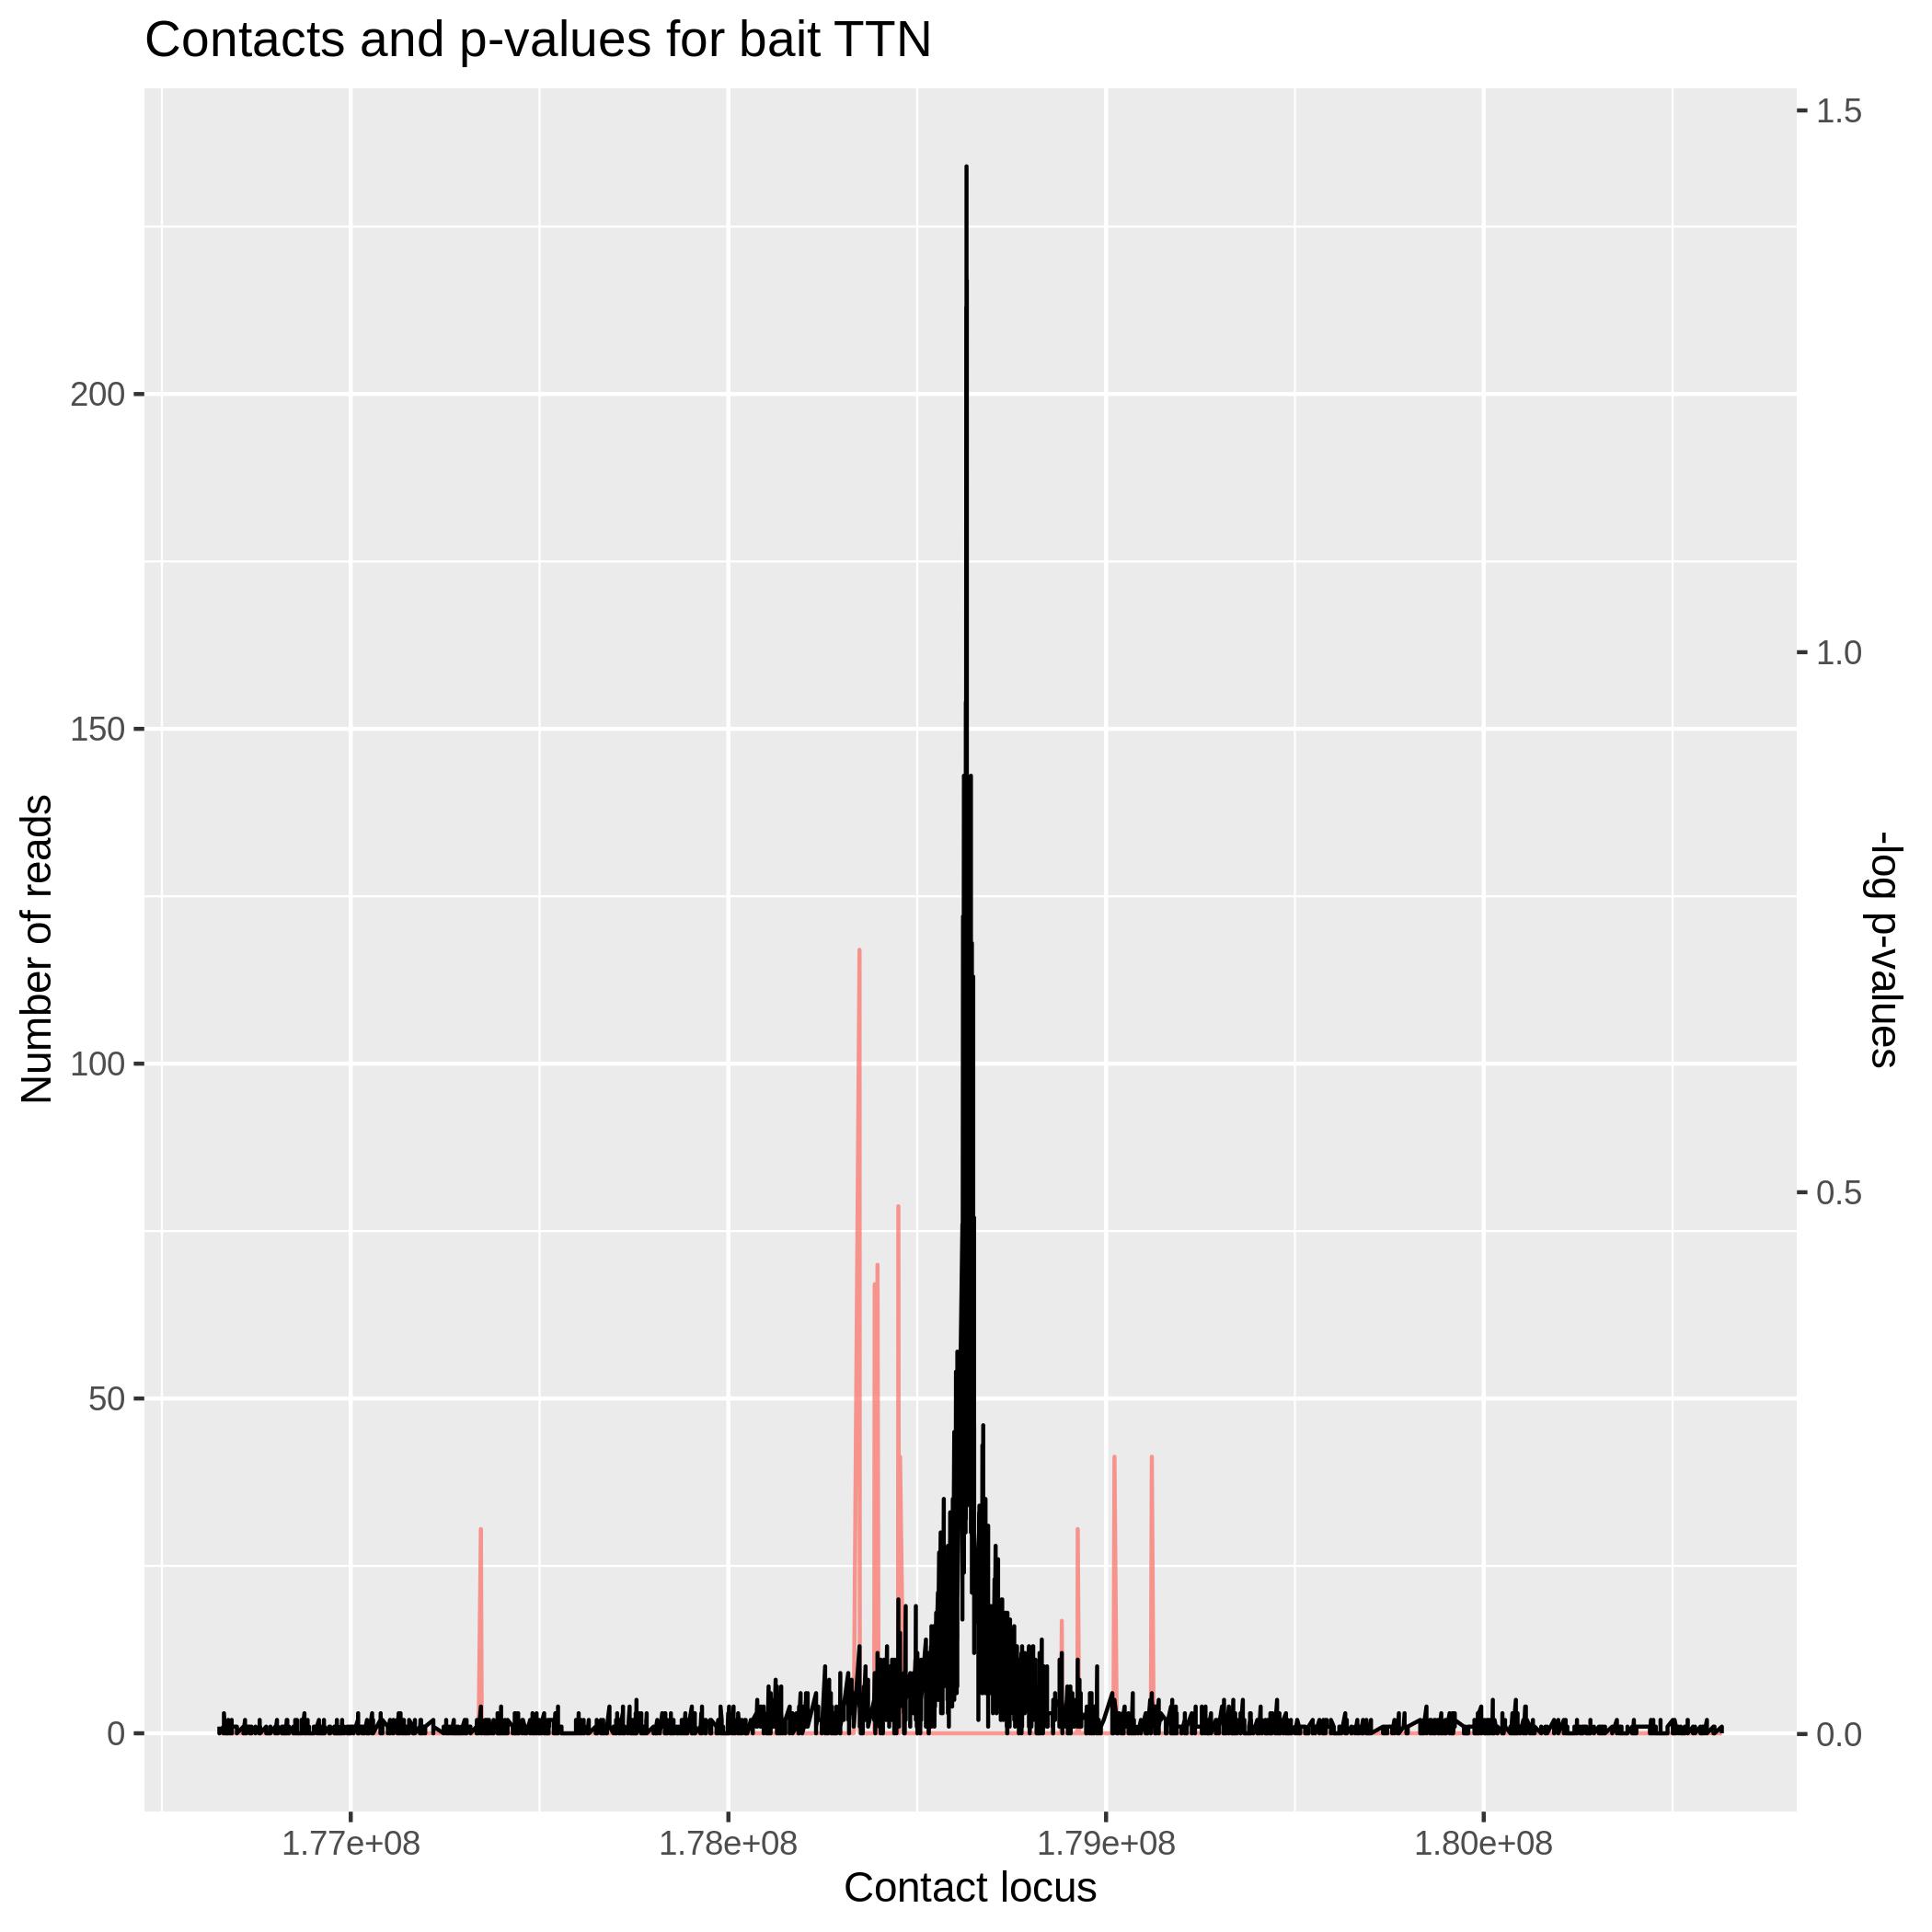 Contacts and p-values for bait TTN
Number of reads
200
150
100
50
0
1.5
1.0
0.5
0.0
-log p-values
1.77e+08
1.78e+08
1.79e+08
1.80e+08
Contact locus